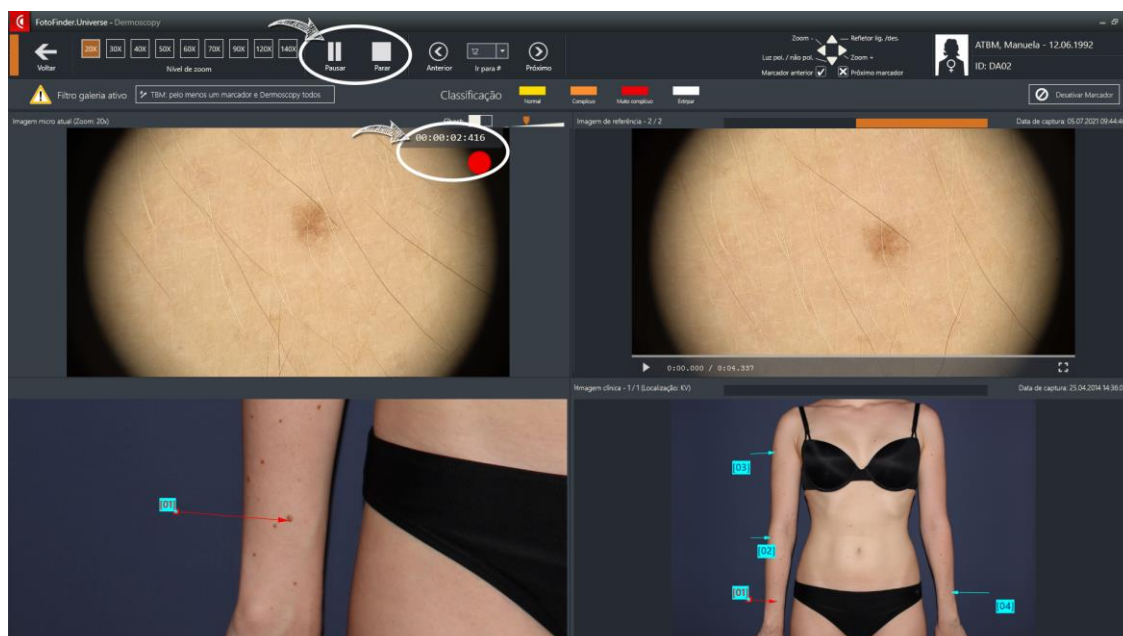 FotoFinder.Universe - Dermoscopy
20X 30X 40X 50X 60X 70X 90X 120X 140X
Voltar
Nível de zoom
Pausar
Parar
Anterior
12
Ir para #
Próximo
Zoom -
Refletor lig. /des.
Luz pol. / não pol.
Zoom +
Marcador anterior
Próximo marcador
ATBM, Manuela - 12.06.1992
ID: DA02
Filtro galeria ativo
TBM: pelo menos um marcador e Dermoscopy todos
Classificação
Normal
Complexo
Muito complexo
Extirpar
Desativar Marcador
Imagem micro atual (Zoom: 20x)
00:00:02:416
Imagem de referência - 2 / 2
Data de captura: 05.07.2021 09:44:4
0:00.000 / 0:04.337
Imagem clínica - 1 / 1 (Localização: KV)
Data de captura: 25.04.2014 14:36:0
[01]
[03]
[02]
[01]
[04]